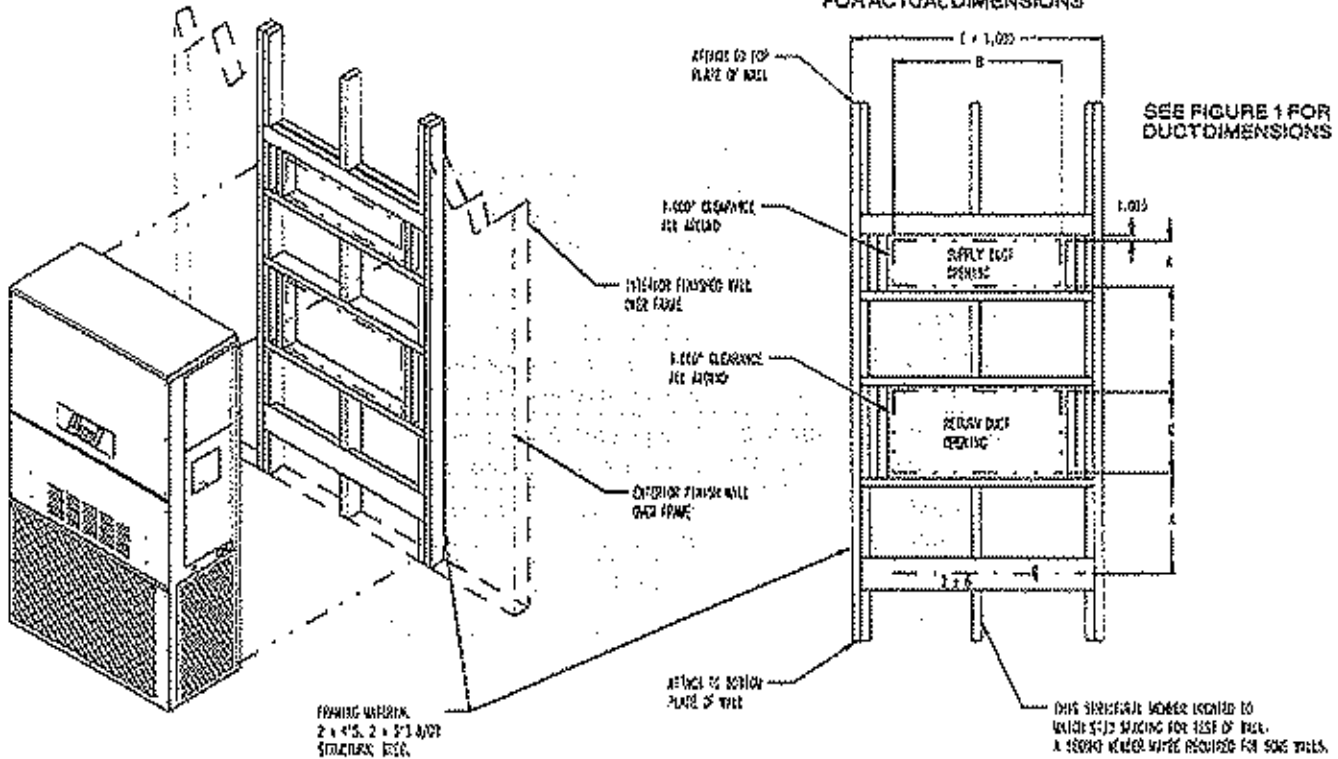 FOR ACTUAL DIMENSIONS
E + 1.000
B
ATTACH TO TOP
PLATE OF WALL
SEE FIGURE 1 FOR
DUCT DIMENSIONS
1.000" CLEARANCE
ALL AROUND
1.000
A
SUPPLY DUCT
OPENING
INTERIOR FINISHED WALL
OVER FRAME
1.000" CLEARANCE
ALL AROUND
RETURN DUCT
OPENING
EXTERIOR FINISH WALL
OVER FRAME
2 x 6
ATTACH TO BOTTOM
PLATE OF WALL
FRAMING MATERIAL
2 x 4'S, 2 x 6'S &/OR
STRUCTURAL STEEL.
THIS STRUCTURAL MEMBER LOCATED TO
MATCH STUD SPACING FOR REST OF WALL.
A SECOND MEMBER MAY BE REQUIRED FOR SOME WALLS.